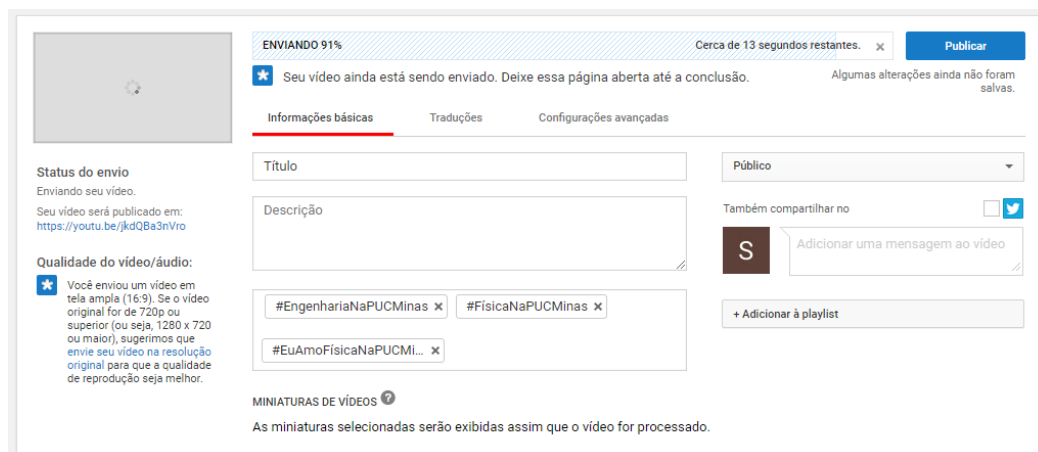 ENVIANDO 91%
Cerca de 13 segundos restantes.
Publicar
Seu vídeo ainda está sendo enviado. Deixe essa página aberta até a conclusão.
Algumas alterações ainda não foram
salvas.
Informações básicas
Traduções
Configurações avançadas
Status do envio
Enviando seu vídeo.
Seu vídeo será publicado em:
https://youtu.be/jkdQBa3nVro
Qualidade do vídeo/áudio:
Você enviou um vídeo em
tela ampla (16:9). Se o vídeo
original for de 720p ou
superior (ou seja, 1280 x 720
ou maior), sugerimos que
envie seu vídeo na resolução
original para que a qualidade
de reprodução seja melhor.
Título
Descrição
#EngenhariaNaPUCMinas
#FísicaNaPUCMinas
#EuAmoFísicaNaPUCMi...
MINIATURAS DE VÍDEOS ?
As miniaturas selecionadas serão exibidas assim que o vídeo for processado.
Público
Também compartilhar no
S
Adicionar uma mensagem ao vídeo
+ Adicionar à playlist